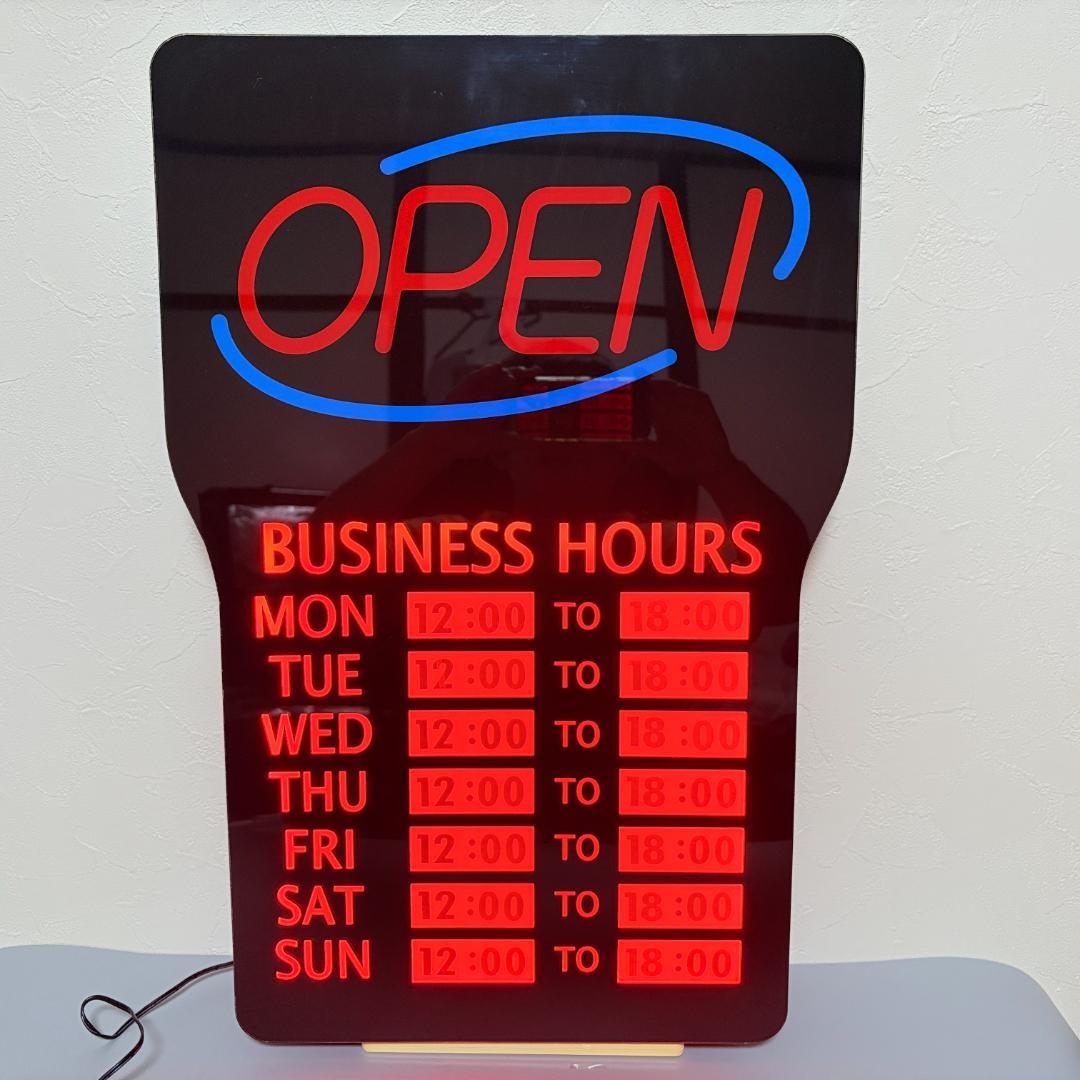 OPEN
BUSINESS HOURS
MON 12:00 TO 18:00
TUE 12:00 TO 18:00
WED 12:00 TO 18:00
THU 12:00 TO 18:00
FRI 12:00 TO 18:00
SAT 12:00 TO 18:00
SUN 12:00 TO 18:00